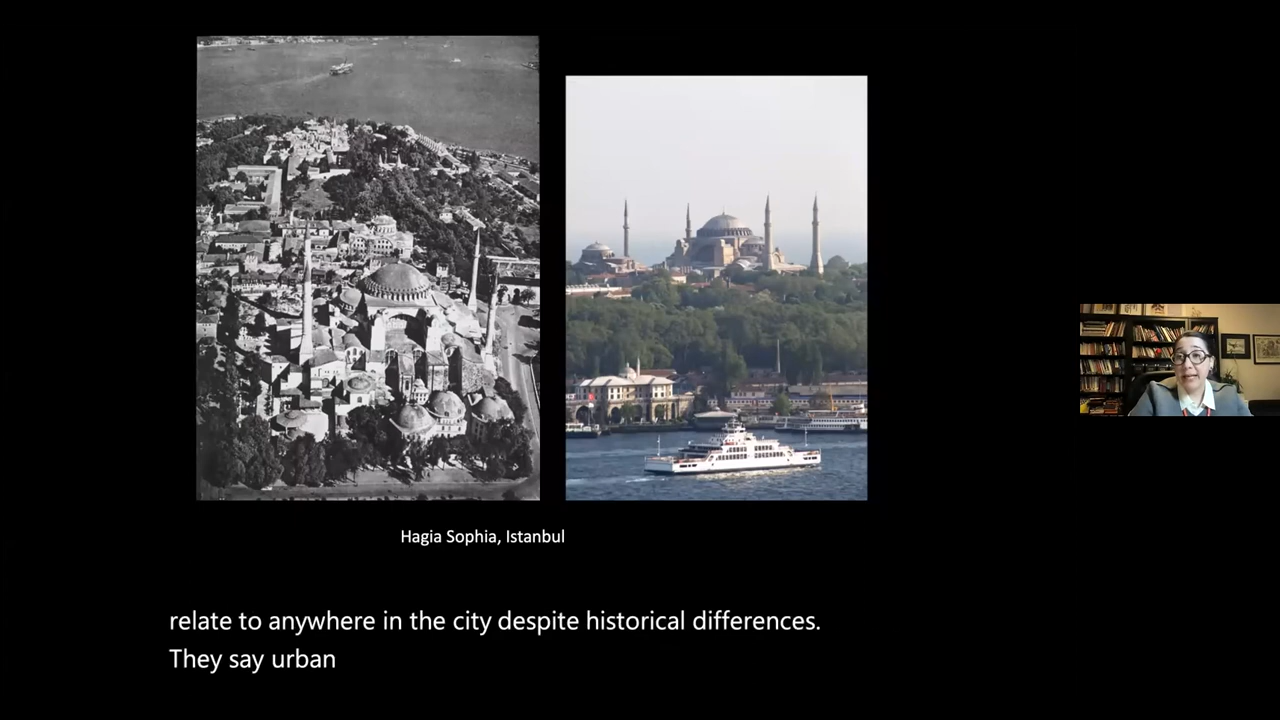 Hagia Sophia, Istanbul
relate to anywhere in the city despite historical differences.
They say urban